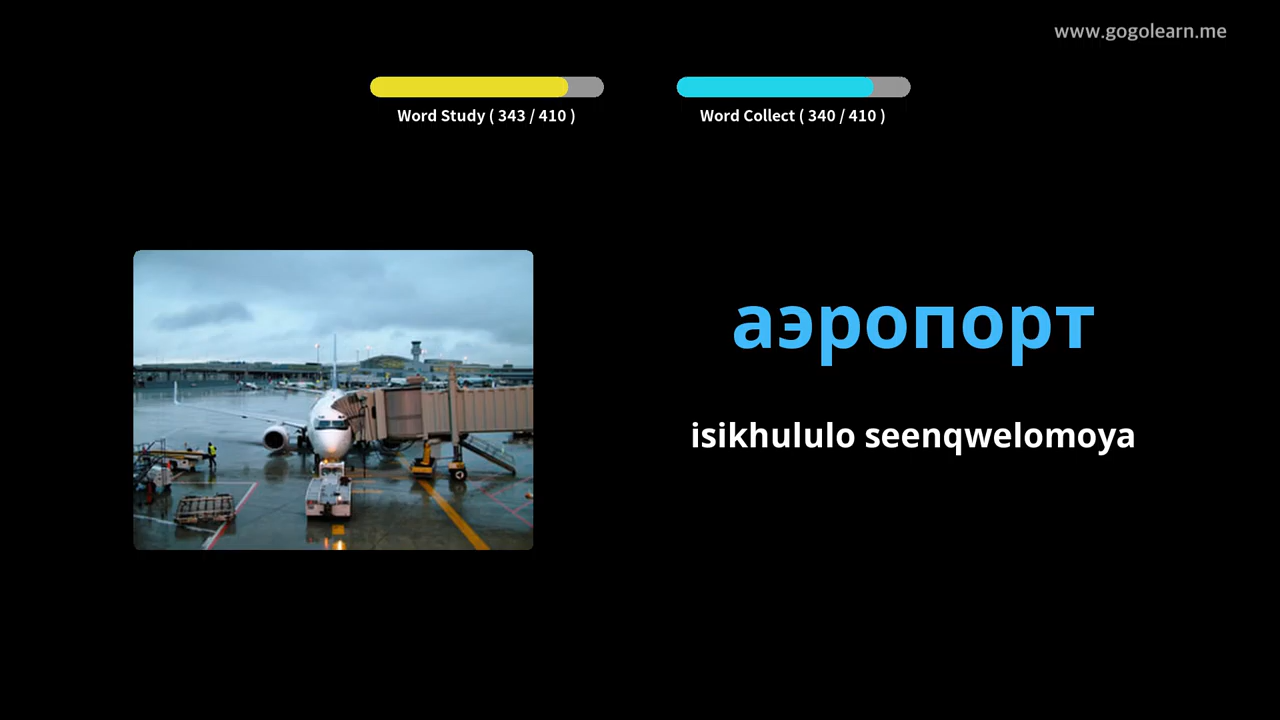 www.gogolearn.me
Word Study ( 343 / 410 )
Word Collect ( 340 / 410 )
аэропорт
isikhululo seenqwelomoya